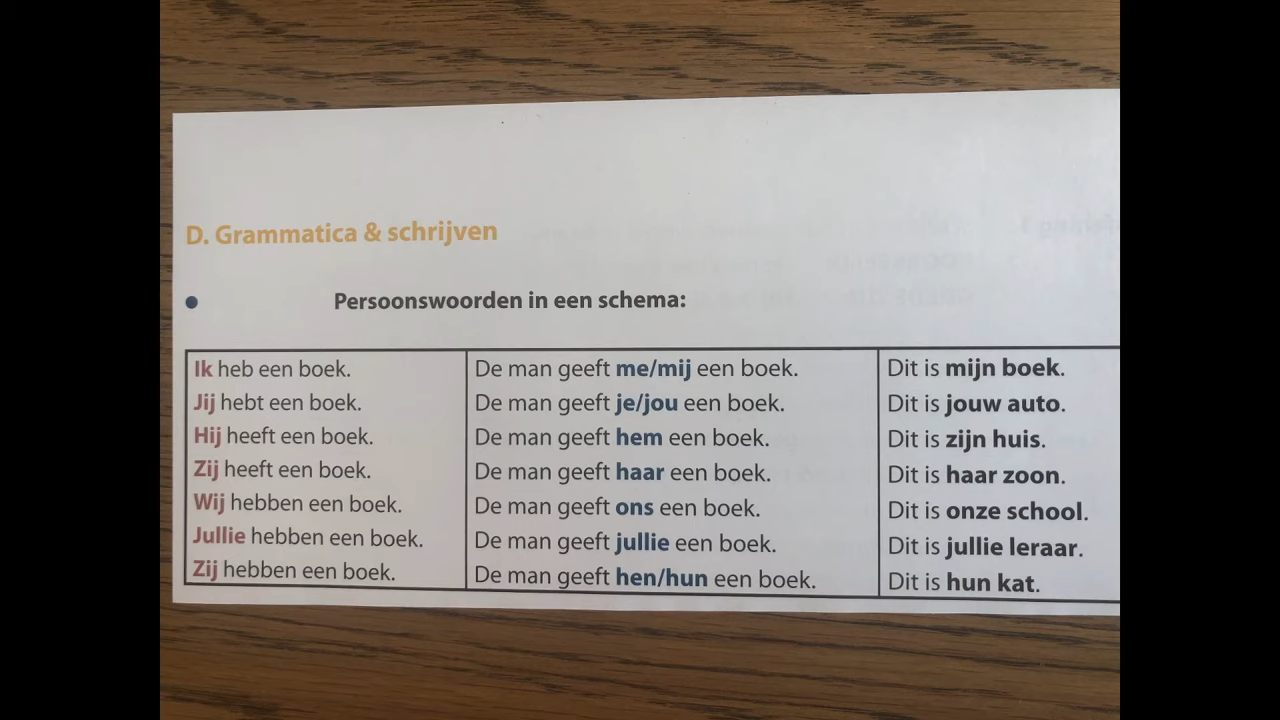 D. Grammatica & schrijven
• Persoonswoorden in een schema:
Ik heb een boek. De man geeft me/mij een boek. Dit is mijn boek.
Jij hebt een boek. De man geeft je/jou een boek. Dit is jouw auto.
Hij heeft een boek. De man geeft hem een boek. Dit is zijn huis.
Zij heeft een boek. De man geeft haar een boek. Dit is haar zoon.
Wij hebben een boek. De man geeft ons een boek. Dit is onze school.
Jullie hebben een boek. De man geeft jullie een boek. Dit is jullie leraar.
Zij hebben een boek. De man geeft hen/hun een boek. Dit is hun kat.